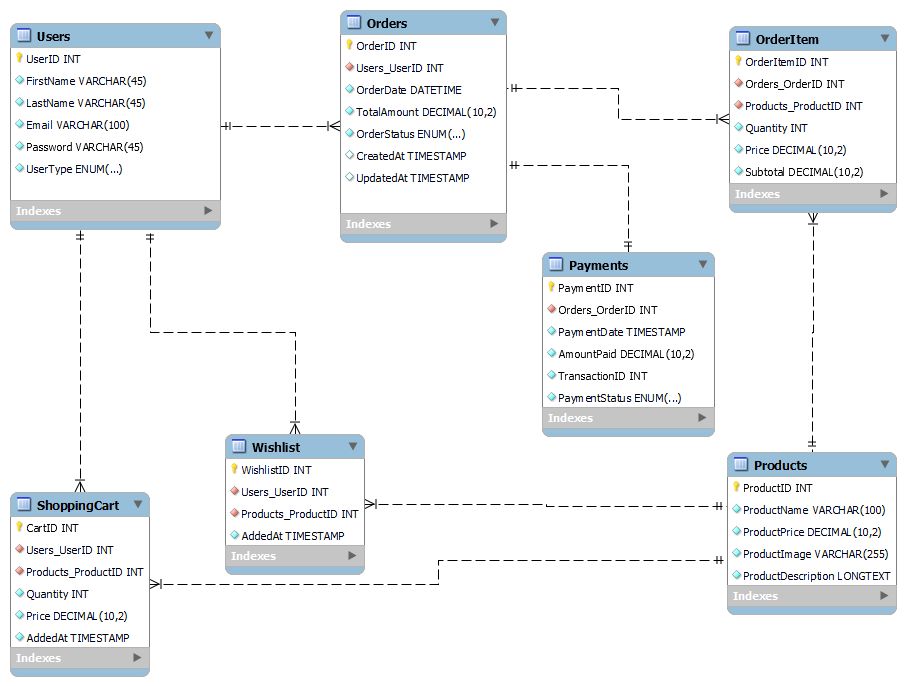 Users
UserID INT
FirstName VARCHAR(45)
LastName VARCHAR(45)
Email VARCHAR(100)
Password VARCHAR(45)
UserType ENUM(...)
Indexes
Orders
OrderID INT
Users_UserID INT
OrderDate DATETIME
TotalAmount DECIMAL(10,2)
OrderStatus ENUM(...)
CreatedAt TIMESTAMP
UpdatedAt TIMESTAMP
Indexes
OrderItem
OrderItemID INT
Orders_OrderID INT
Products_ProductID INT
Quantity INT
Price DECIMAL(10,2)
Subtotal DECIMAL(10,2)
Indexes
Payments
PaymentID INT
Orders_OrderID INT
PaymentDate TIMESTAMP
AmountPaid DECIMAL(10,2)
TransactionID INT
PaymentStatus ENUM(...)
Indexes
Wishlist
WishlistID INT
Users_UserID INT
Products_ProductID INT
AddedAt TIMESTAMP
Indexes
Products
ProductID INT
ProductName VARCHAR(100)
ProductPrice DECIMAL(10,2)
ProductImage VARCHAR(255)
ProductDescription LONGTEXT
Indexes
ShoppingCart
CartID INT
Users_UserID INT
Products_ProductID INT
Quantity INT
Price DECIMAL(10,2)
AddedAt TIMESTAMP
Indexes